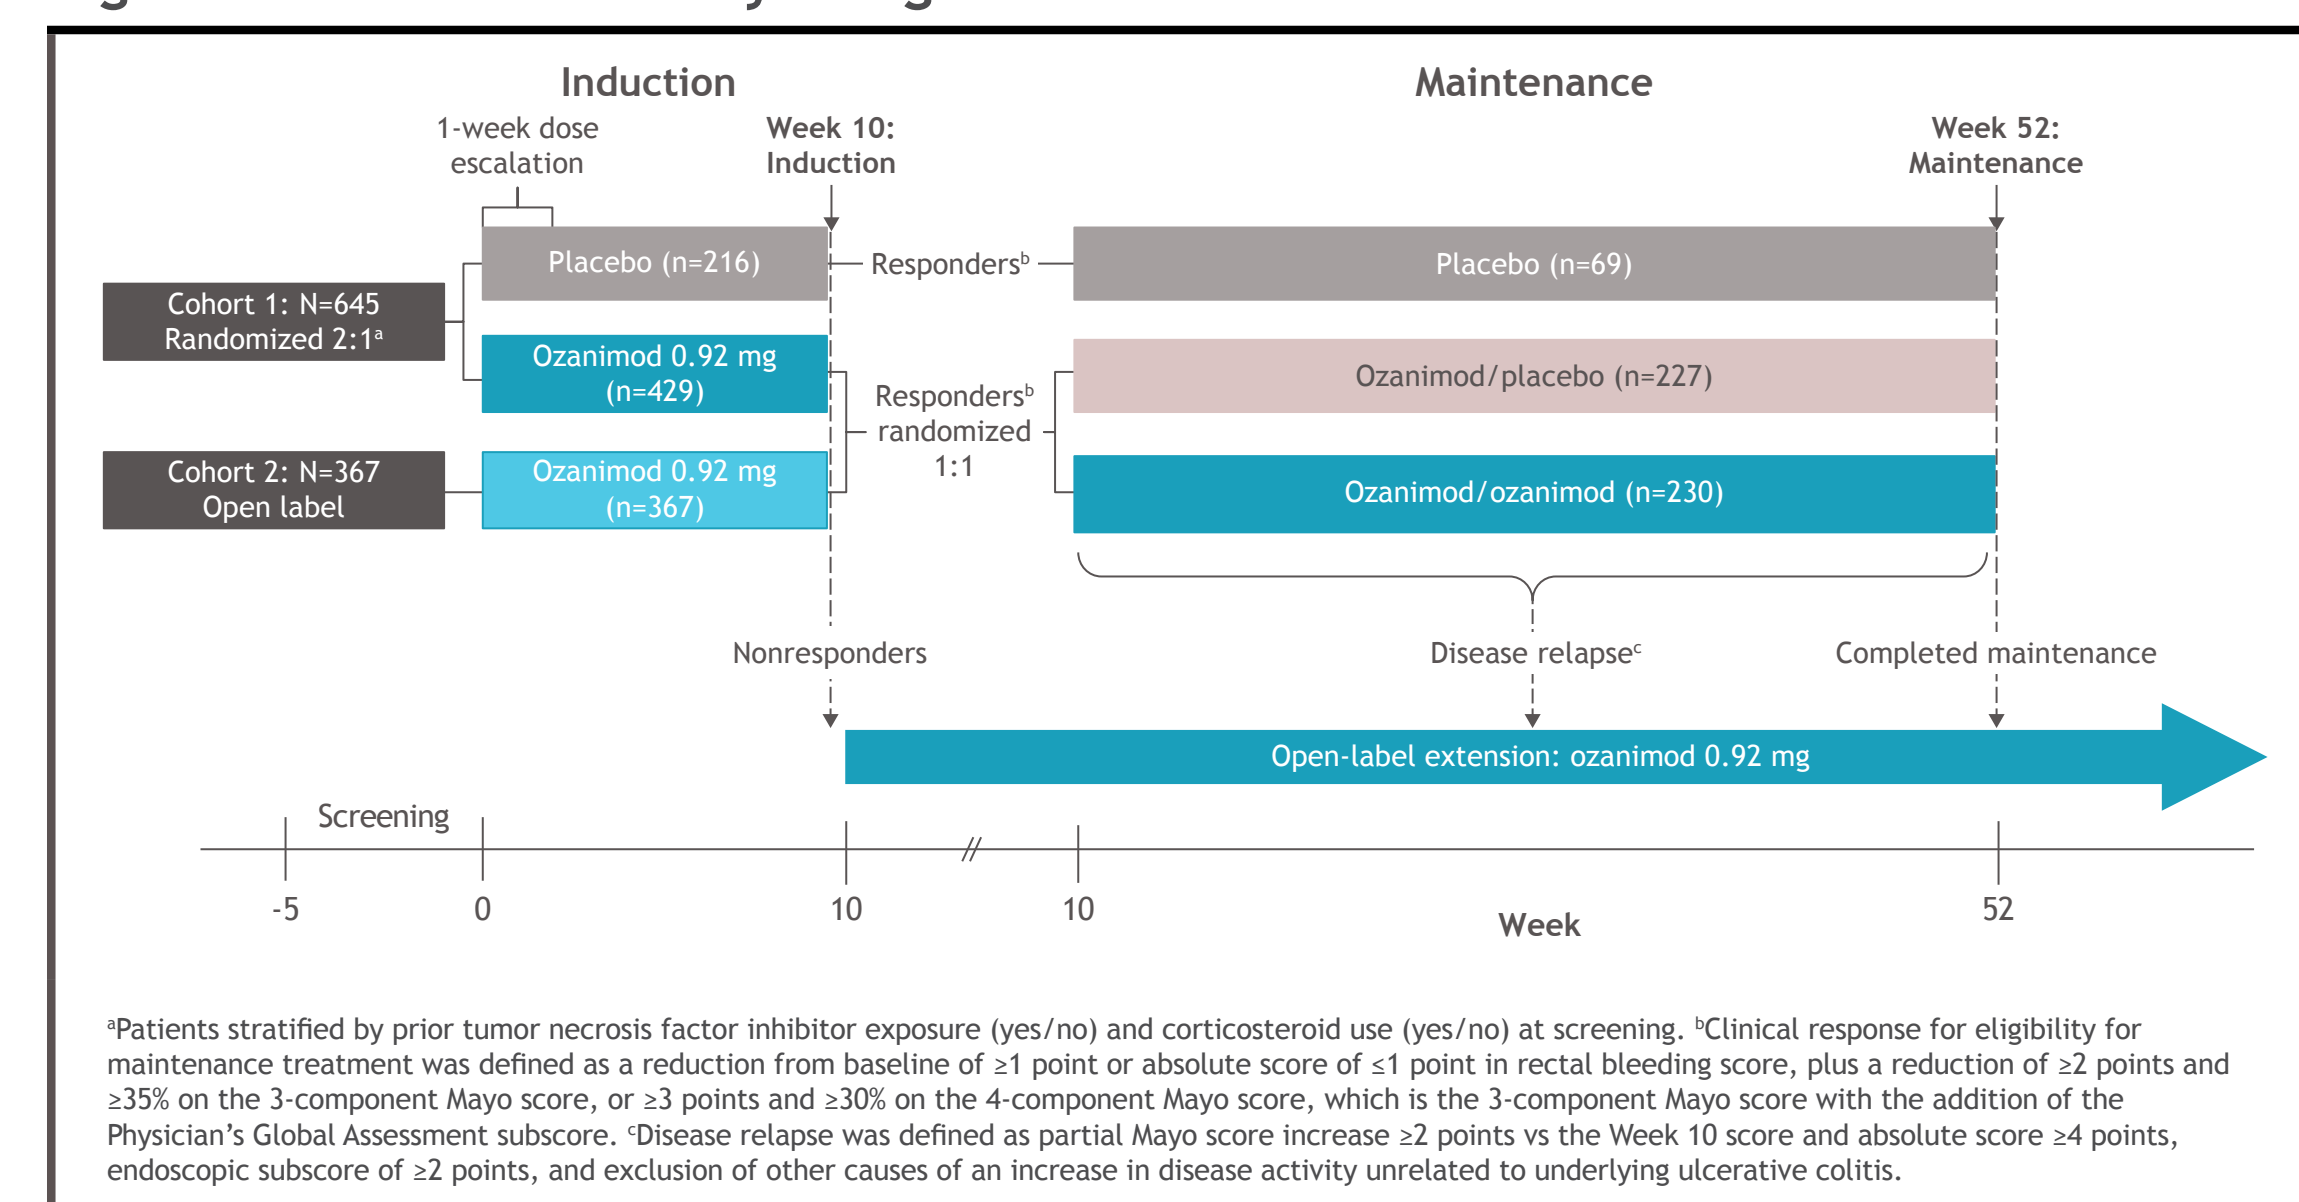 Induction
Maintenance
1-week dose
escalation
Week 10:
Induction
Week 52:
Maintenance
Placebo (n=216)
Respondersᵇ
Placebo (n=69)
Cohort 1: N=645
Randomized 2:1ᵃ
Ozanimod 0.92 mg
(n=429)
Respondersᵇ
randomized
1:1
Ozanimod/placebo (n=227)
Cohort 2: N=367
Open label
Ozanimod 0.92 mg
(n=367)
Ozanimod/ozanimod (n=230)
Nonresponders
Disease relapseᶜ
Completed maintenance
Open-label extension: ozanimod 0.92 mg
Screening
-5
0
10
10
52
Week
ᵃPatients stratified by prior tumor necrosis factor inhibitor exposure (yes/no) and corticosteroid use (yes/no) at screening. ᵇClinical response for eligibility for
maintenance treatment was defined as a reduction from baseline of ≥1 point or absolute score of ≤1 point in rectal bleeding score, plus a reduction of ≥2 points and
≥35% on the 3-component Mayo score, or ≥3 points and ≥30% on the 4-component Mayo score, which is the 3-component Mayo score with the addition of the
Physician’s Global Assessment subscore. ᶜDisease relapse was defined as partial Mayo score increase ≥2 points vs the Week 10 score and absolute score ≥4 points,
endoscopic subscore of ≥2 points, and exclusion of other causes of an increase in disease activity unrelated to underlying ulcerative colitis.